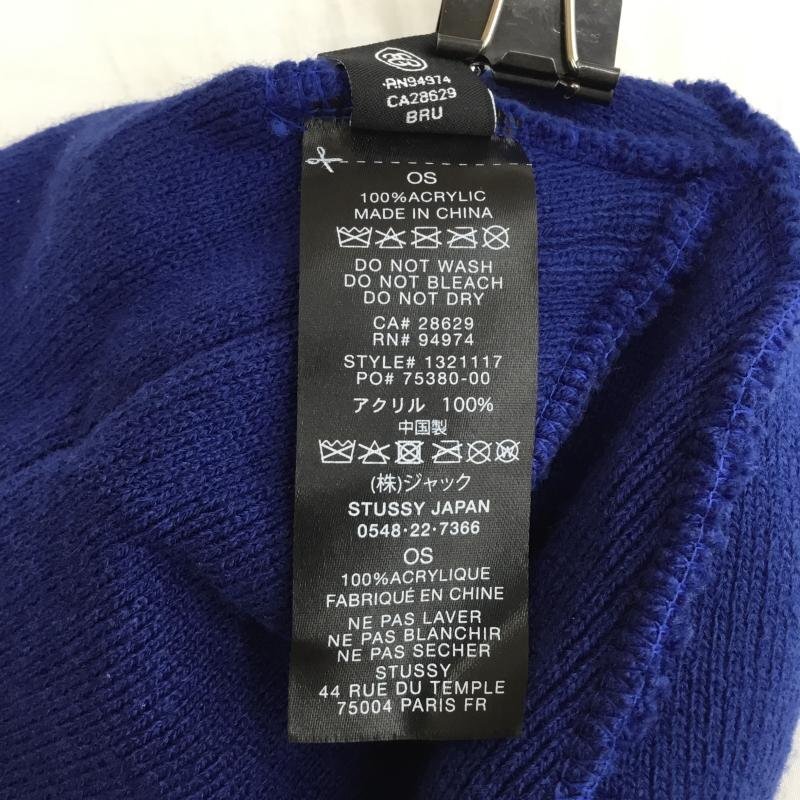 RN94974
CA28629
BRU
OS
100%ACRYLIC
MADE IN CHINA
DO NOT WASH
DO NOT BLEACH
DO NOT DRY
CA# 28629
RN# 94974
STYLE# 1321117
PO# 75380-00
アクリル 100%
中国製
(株)ジャック
STUSSY JAPAN
0548・22・7366
OS
100%ACRYLIQUE
FABRIQUÉ EN CHINE
NE PAS LAVER
NE PAS BLANCHIR
NE PAS SECHER
STUSSY
44 RUE DU TEMPLE
75004 PARIS FR